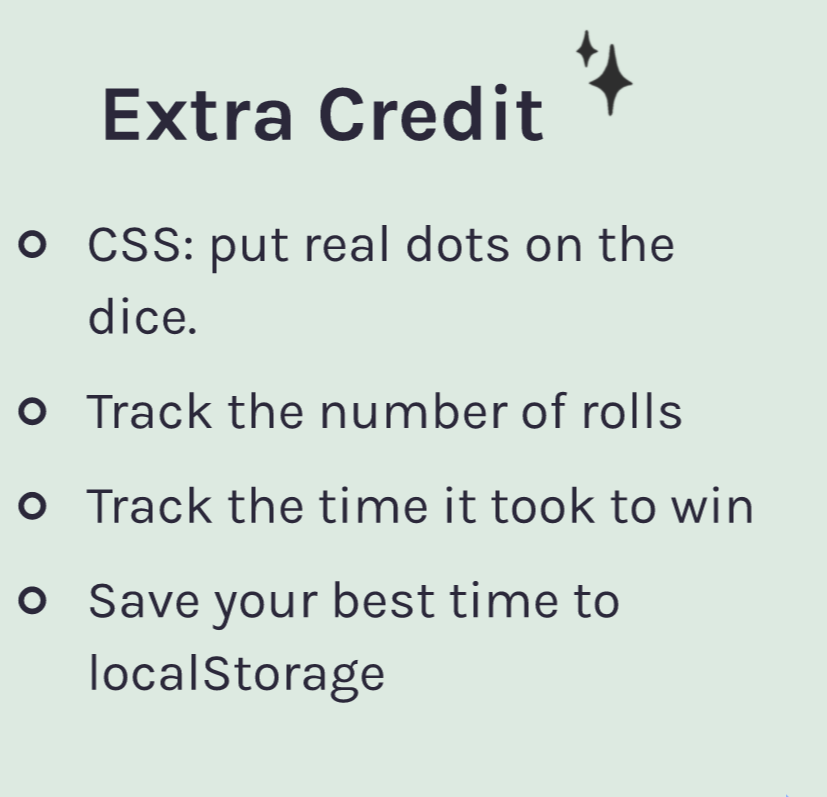 Extra Credit
CSS: put real dots on the
dice.
Track the number of rolls
Track the time it took to win
Save your best time to
localStorage